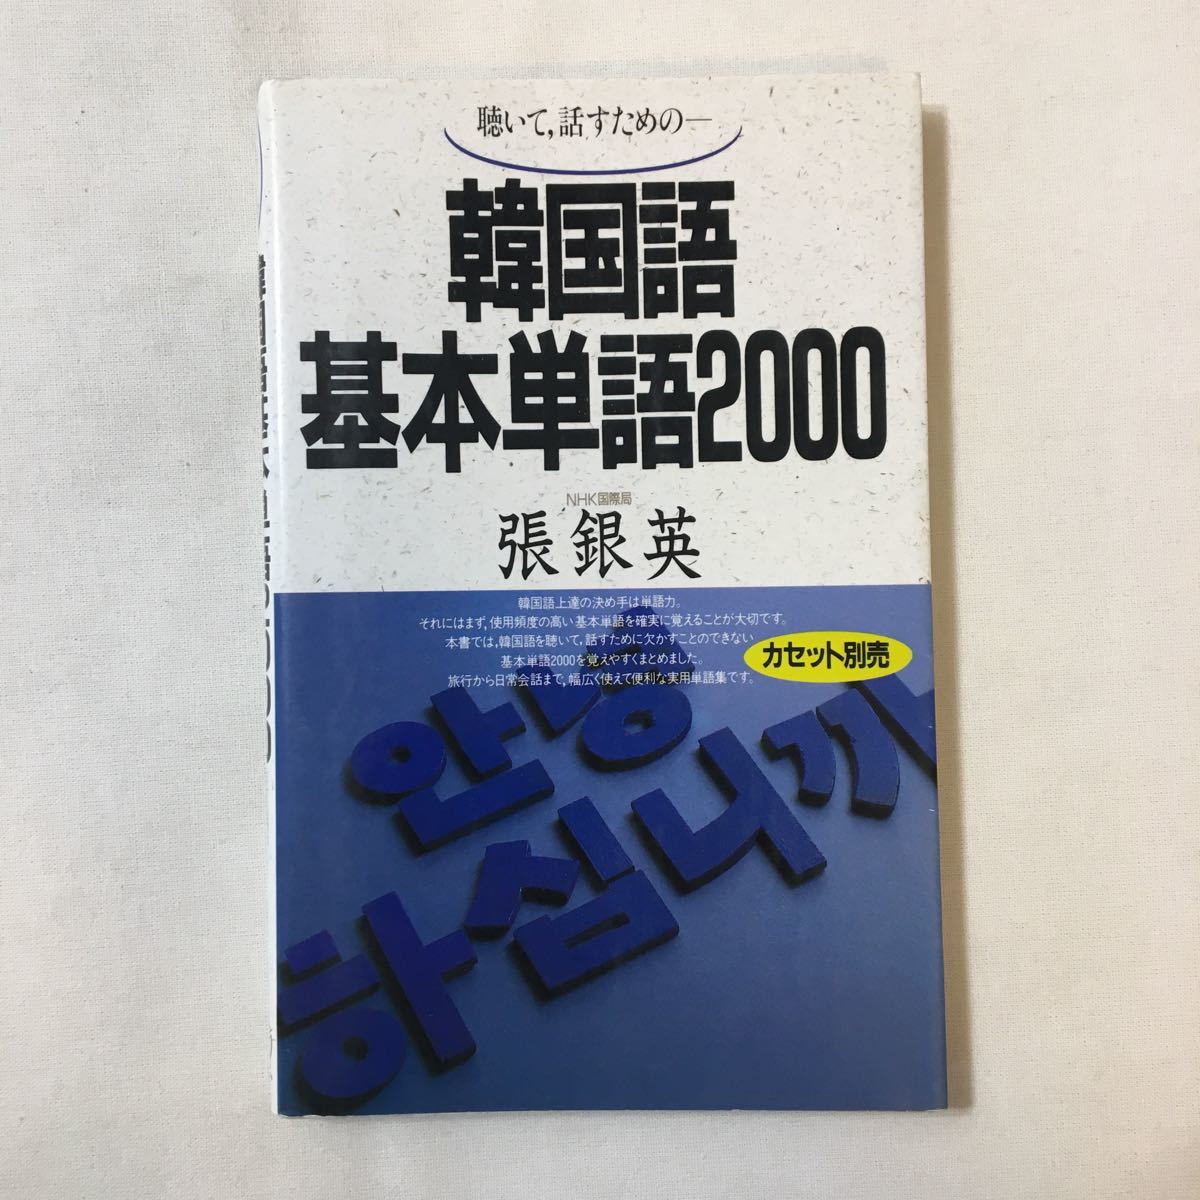 聴いて,話すための―
韓国語
基本単語2000
NHK国際局
張銀英
韓国語上達の決め手は単語力。
それにはまず,使用頻度の高い基本単語を確実に覚えることが大切です。
本書では,韓国語を聴いて,話すために欠かすことのできない
基本単語2000を覚えやすくまとめました。
旅行から日常会話まで,幅広く使えて便利な実用単語集です。
カセット別売
안녕
하십니까